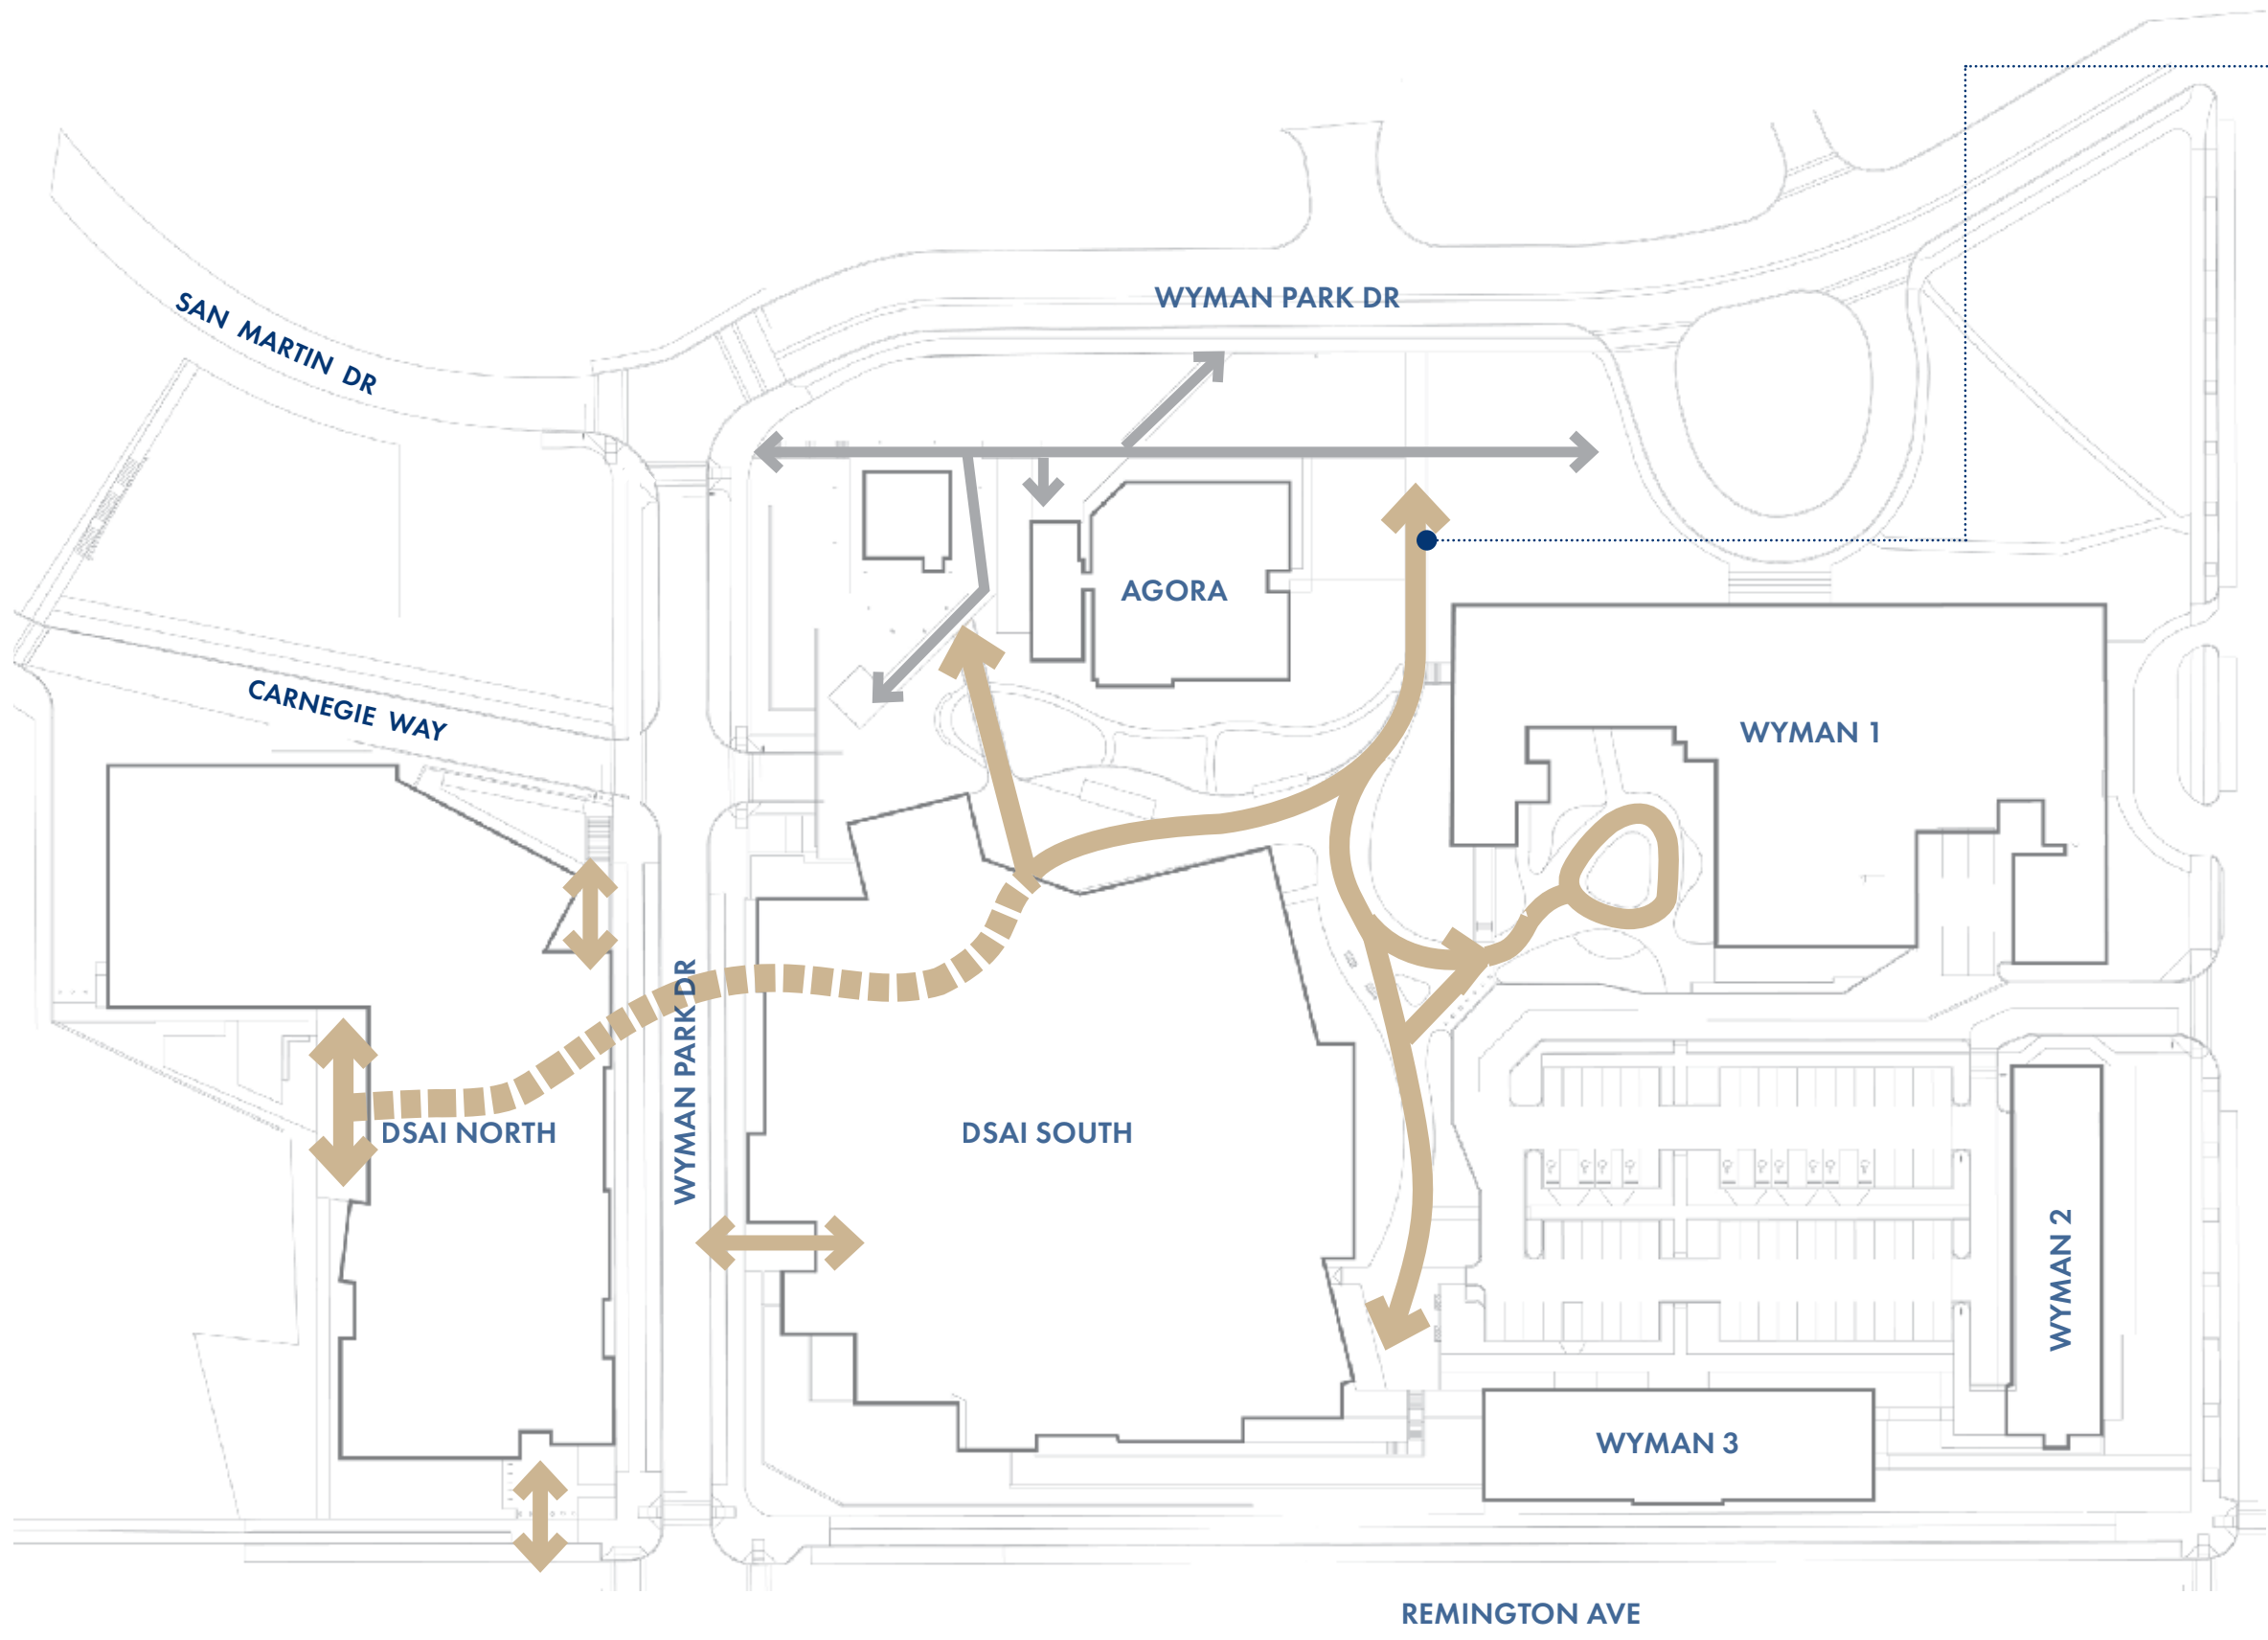 WYMAN PARK DR
SAN MARTIN DR
AGORA
CARNEGIE WAY
WYMAN 1
WYMAN PARK DR
DSAI NORTH
DSAI SOUTH
WYMAN 2
WYMAN 3
REMINGTON AVE